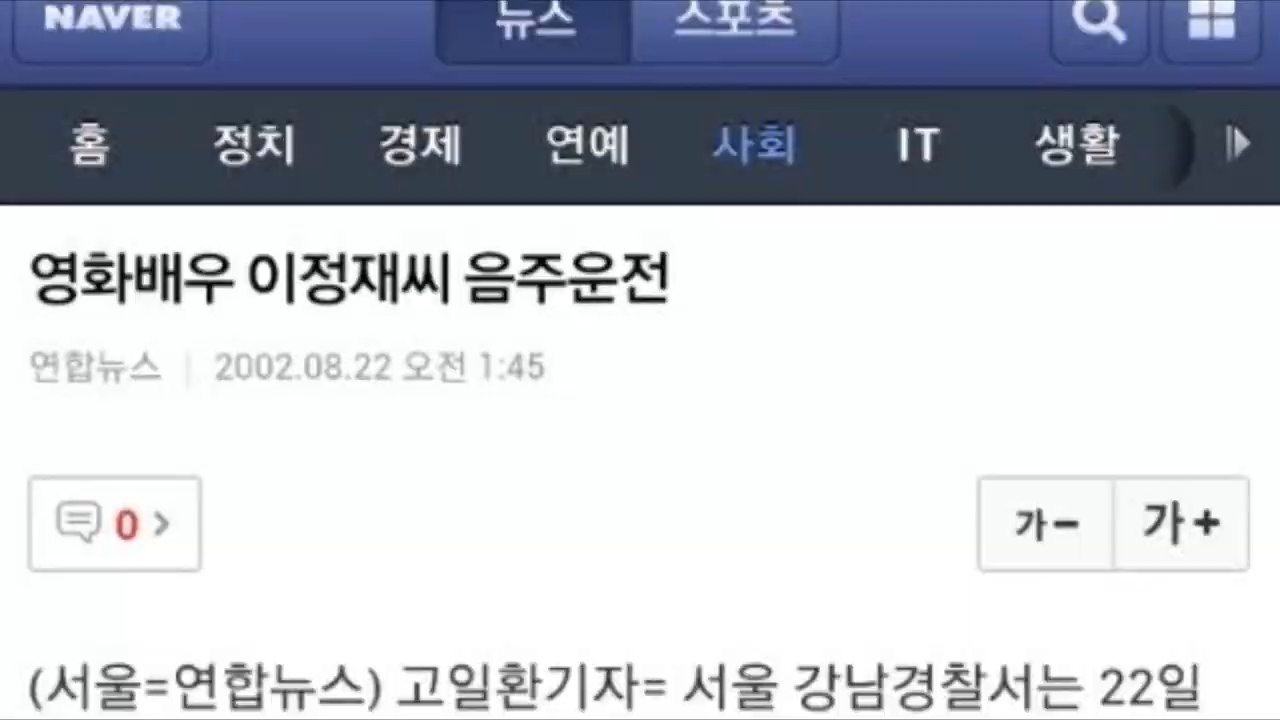 NAVER 뉴스 스포츠
홈 정치 경제 연예 사회 IT 생활
영화배우 이정재씨 음주운전
연합뉴스 | 2002.08.22 오전 1:45
0 > 가- 가+
(서울=연합뉴스) 고일환기자= 서울 강남경찰서는 22일